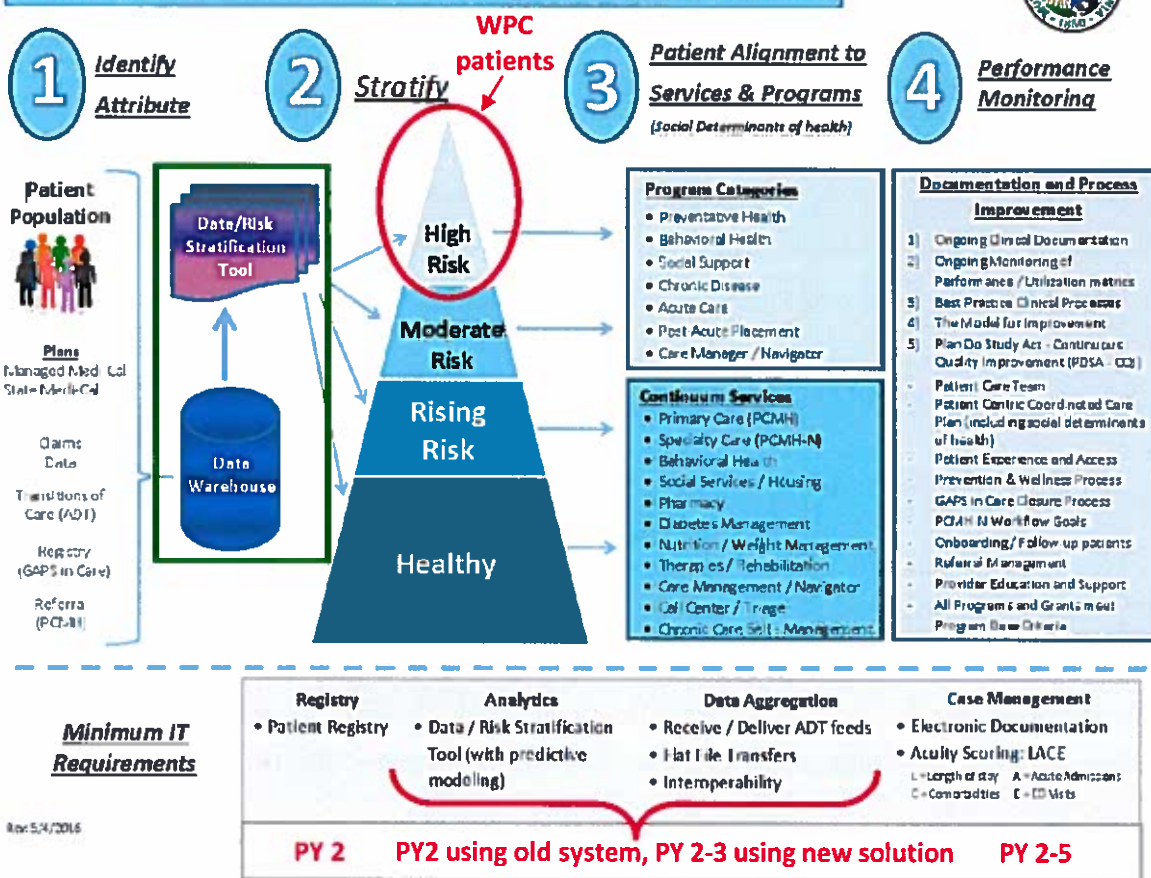 WPC
patients
1
Identify
Attribute
2
Stratify
3
Patient Alignment to
Services & Programs
(Social Determinants of health)
4
Performance
Monitoring
Patient
Population
Plans
Managed Medi-Cal
State Medi-Cal
Claims
Data
Transitions of
Care (ADT)
Registry
(GAPS in Care)
(PCMH)
Data/Risk
Stratification
Tool
Data
Warehouse
High
Risk
Moderate
Risk
Rising
Risk
Healthy
Program Categories
• Preventative Health
• Behavioral Health
• Social Support
• Chronic Disease
• Acute Care
• Post-Acute Placement
• Care Manager / Navigator
Continuum Services
• Primary Care (PCMH)
• Specialty Care (PCMH-N)
• Behavioral Health
• Social Services / Housing
• Pharmacy
• Diabetes Management
• Nutrition / Weight Management
• Therapies / Rehabilitation
• Care Management / Navigator
• Call Center / Triage
• Chronic Care Self - Management
Documentation and Process
Improvement
1) Ongoing Clinical Documentation
2) Ongoing Monitoring of
Performance / Utilization metrics
3) Best Practice Clinical Processes
4) The Model for Improvement
5) Plan Do Study Act - Continuous
Quality Improvement (PDSA - CQI)
- Patient Care Team
- Patient Centric Coordinated Care
Plan (including social determinants
of health)
- Patient Experience and Access
- Prevention & Wellness Process
- GAPS in Care Closure Process
- PCMH-N Workflow Goals
- Onboarding / Follow-up patients
- Referral Management
- Provider Education and Support
- All Programs and Grants meet
Program Criteria
Minimum IT
Requirements
Registry
• Patient Registry
Analytics
• Data / Risk Stratification
Tool (with predictive
modeling)
Data Aggregation
• Receive / Deliver ADT feeds
• Flat File Transfers
• Interoperability
Case Management
• Electronic Documentation
• Acuity Scoring: LACE
L = Length of stay A = Acute Admissions
C = Comorbidities E = ED Visits
Rev: 5/4/2016
PY 2
PY2 using old system, PY 2-3 using new solution
PY 2-5